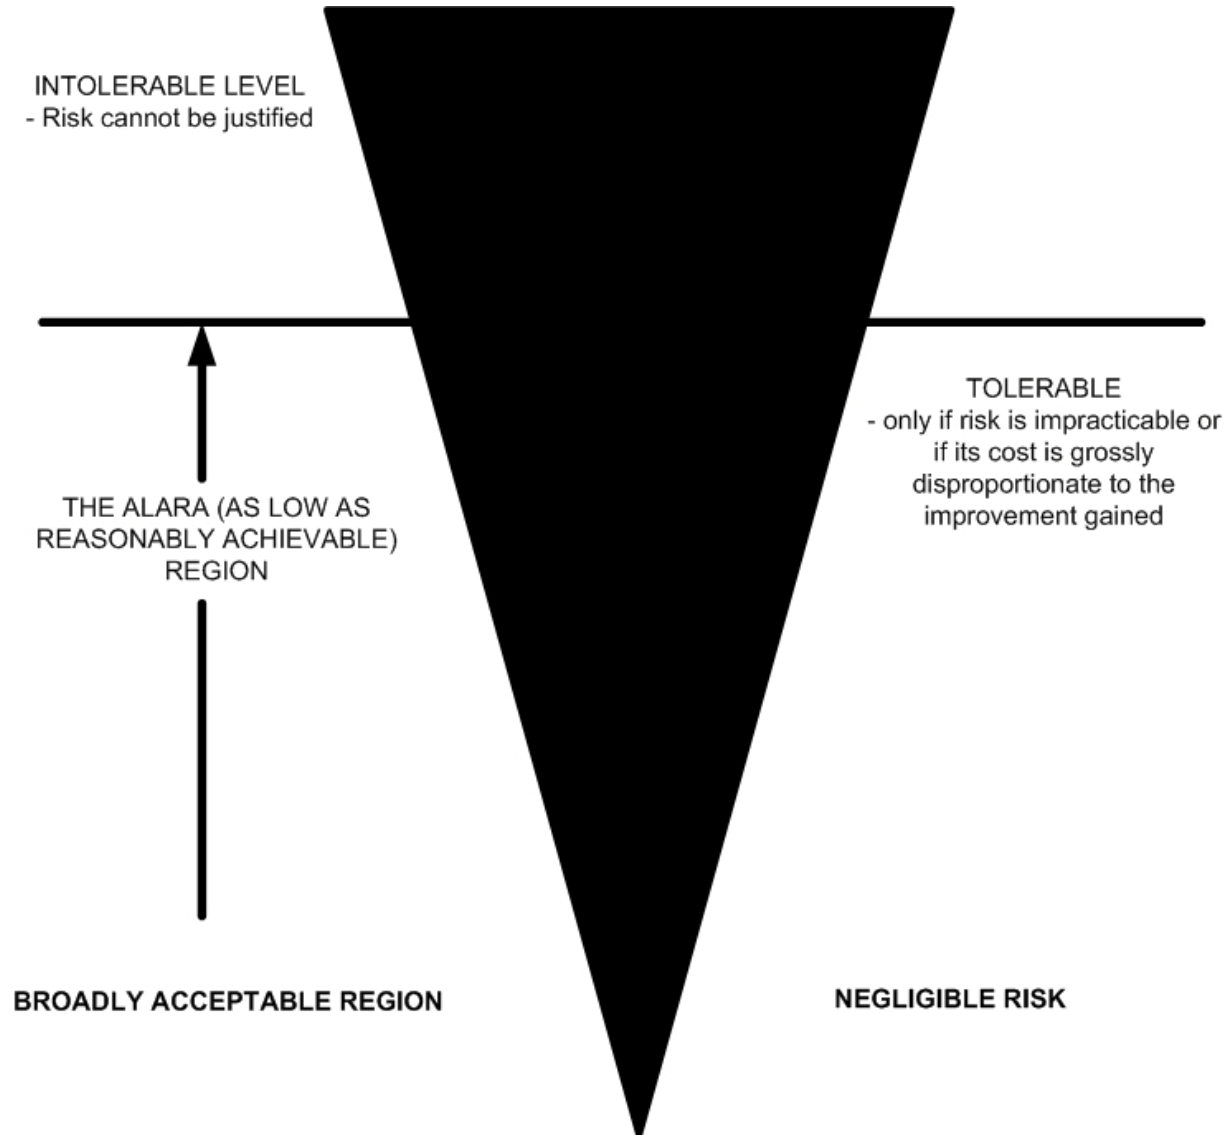 INTOLERABLE LEVEL
- Risk cannot be justified
TOLERABLE
- only if risk is impracticable or
if its cost is grossly
disproportionate to the
improvement gained
THE ALARA (AS LOW AS
REASONABLY ACHIEVABLE)
REGION
BROADLY ACCEPTABLE REGION
NEGLIGIBLE RISK